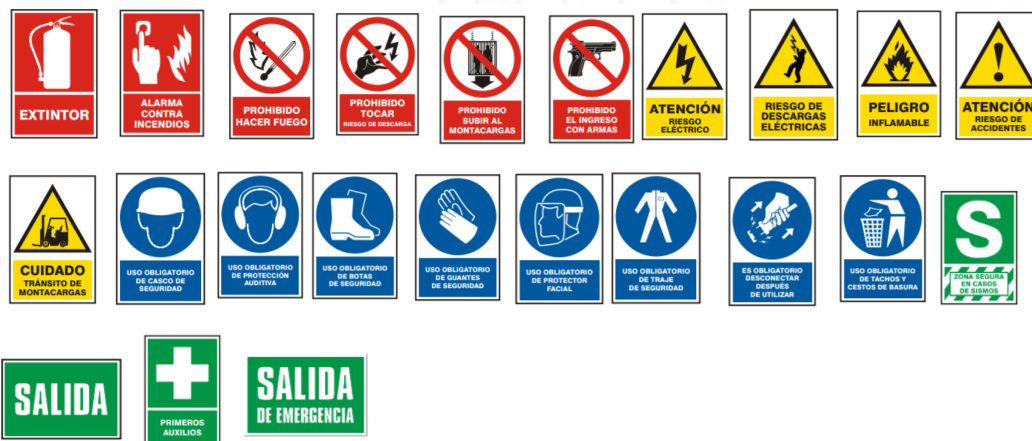 EXTINTOR
ALARMA
CONTRA
INCENDIOS
PROHIBIDO
HACER FUEGO
PROHIBIDO
TOCAR
RIESGO DE DESCARGA
PROHIBIDO
SUBIR AL
MONTACARGAS
PROHIBIDO
EL INGRESO
CON ARMAS
ATENCIÓN
RIESGO
ELÉCTRICO
RIESGO DE
DESCARGAS
ELÉCTRICAS
PELIGRO
INFLAMABLE
ATENCIÓN
RIESGO DE
ACCIDENTES
CUIDADO
TRÁNSITO DE
MONTACARGAS
USO OBLIGATORIO
DE CASCO DE
SEGURIDAD
USO OBLIGATORIO
DE PROTECCIÓN
AUDITIVA
USO OBLIGATORIO
DE BOTAS
DE SEGURIDAD
USO OBLIGATORIO
DE GUANTES
DE SEGURIDAD
USO OBLIGATORIO
DE PROTECTOR
FACIAL
USO OBLIGATORIO
DE TRAJE
DE SEGURIDAD
ES OBLIGATORIO
DESCONECTAR
DESPUÉS
DE UTILIZAR
USO OBLIGATORIO
DE TACHOS Y
CESTOS DE BASURA
S
ZONA SEGURA
EN CASOS
DE SISMOS
SALIDA
PRIMEROS
AUXILIOS
SALIDA
DE EMERGENCIA